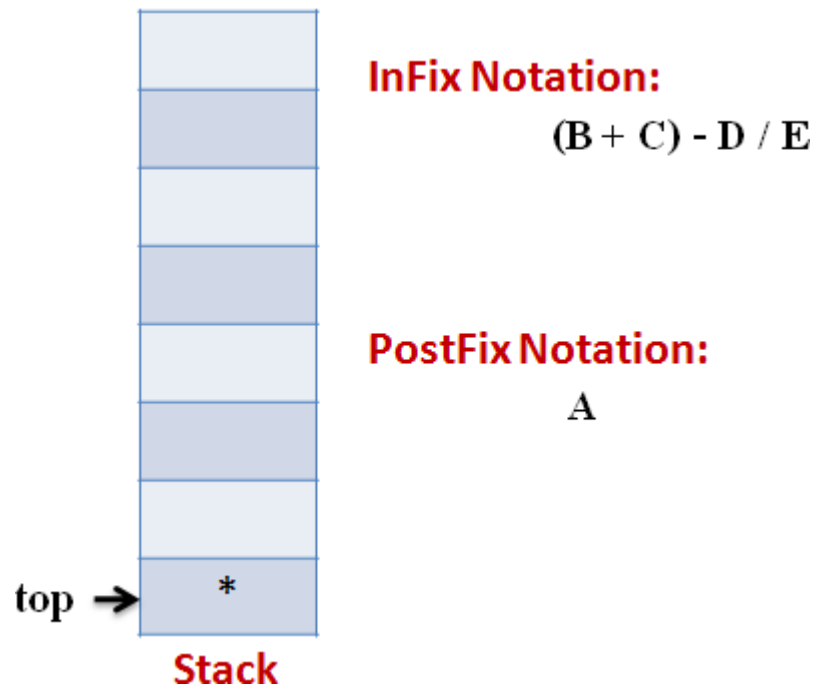 InFix Notation:
(B + C) - D / E
PostFix Notation:
A
top
*
Stack